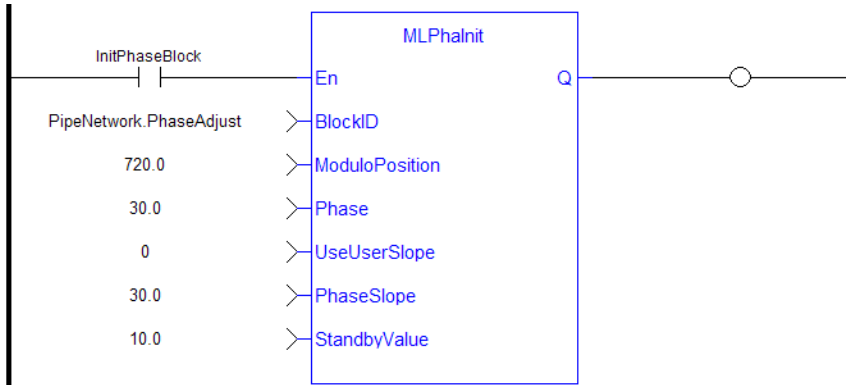 MLPhaInit
InitPhaseBlock
En Q
PipeNetwork.PhaseAdjust BlockID
720.0 ModuloPosition
30.0 Phase
0 UseUserSlope
30.0 PhaseSlope
10.0 StandbyValue